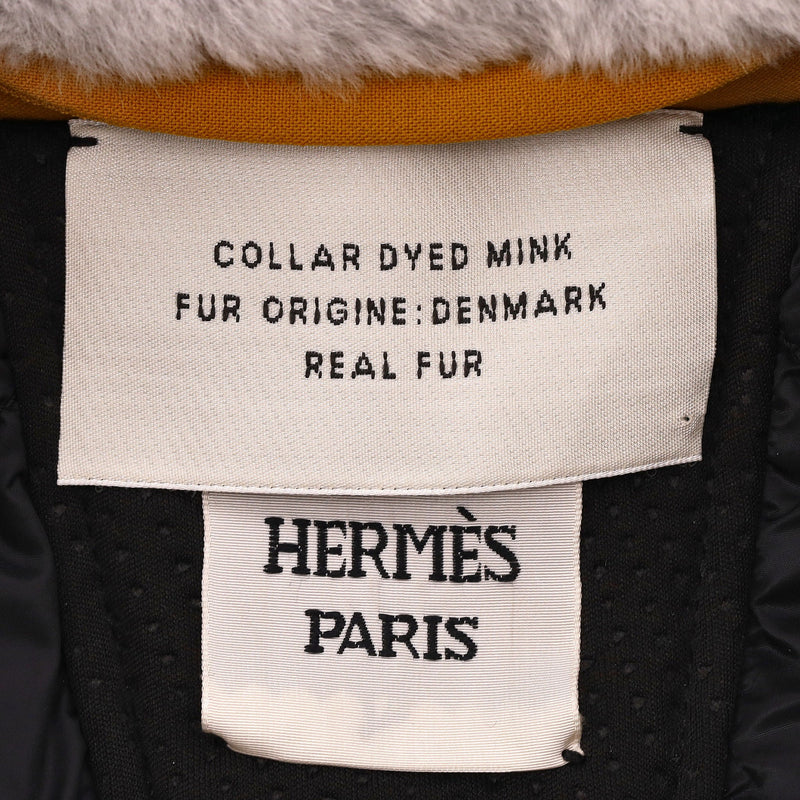 COLLAR DYED MINK
FUR ORIGINE:DENMARK
REAL FUR
HERMÈS
PARIS